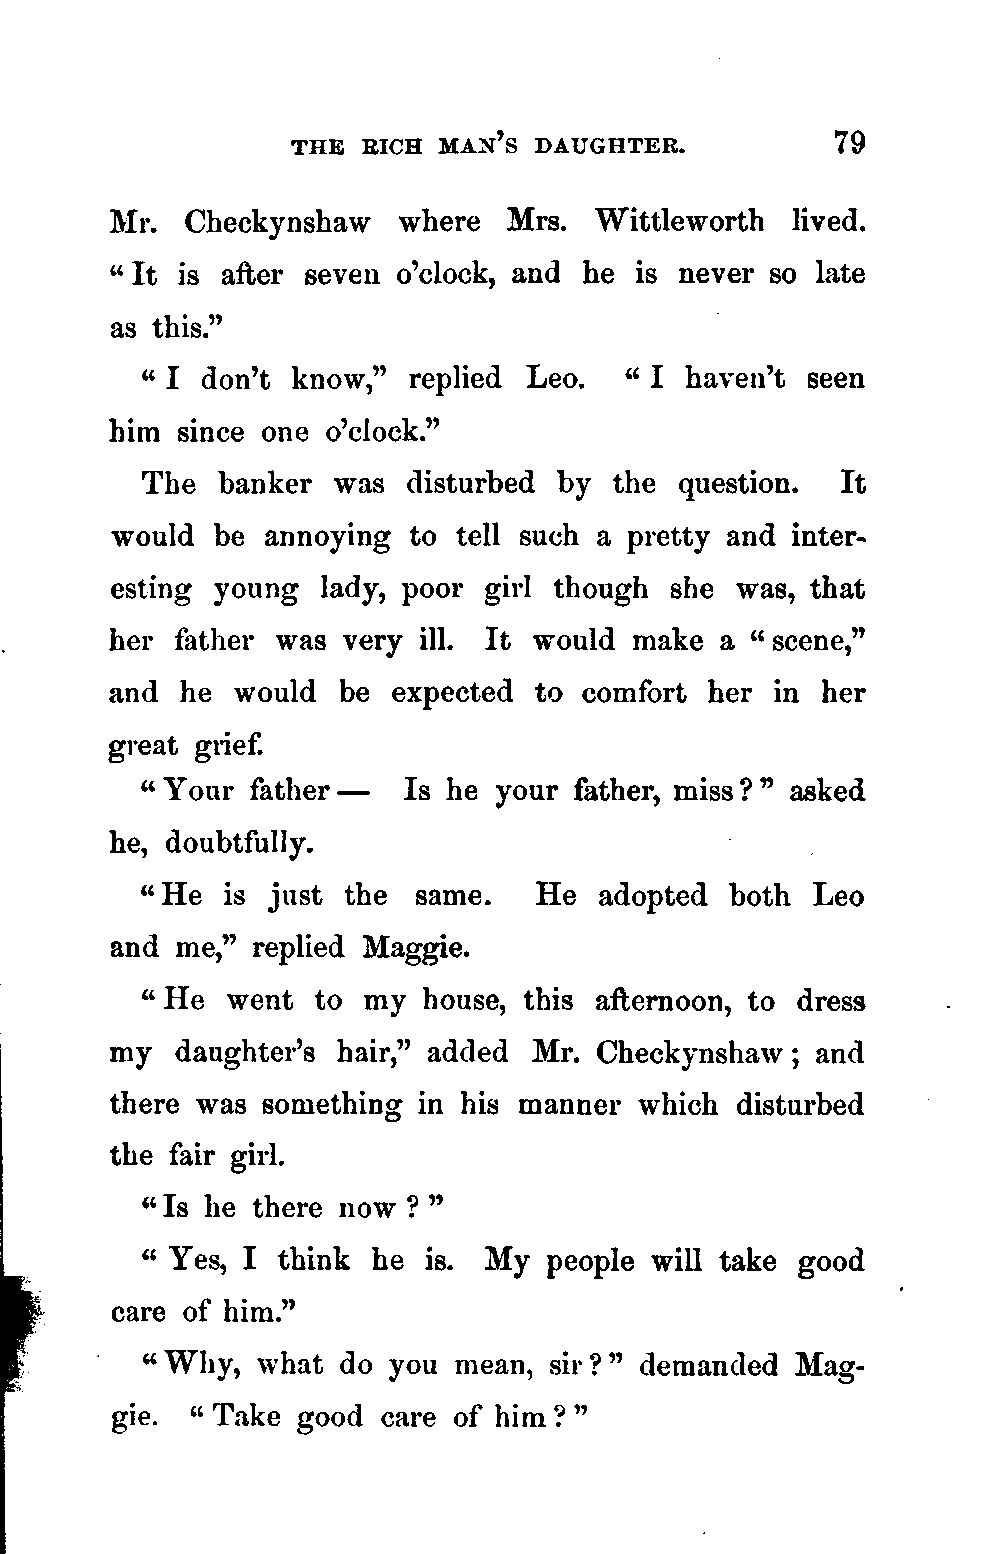 THE RICH MAN'S DAUGHTER. 79
Mr. Checkynshaw where Mrs. Wittleworth lived.
“It is after seven o’clock, and he is never so late
as this.”
“I don’t know,” replied Leo. “I haven’t seen
him since one o’clock.”
The banker was disturbed by the question. It
would be annoying to tell such a pretty and inter-
esting young lady, poor girl though she was, that
her father was very ill. It would make a “scene,”
and he would be expected to comfort her in her
great grief.
“Your father— Is he your father, miss?” asked
he, doubtfully.
“He is just the same. He adopted both Leo
and me,” replied Maggie.
“He went to my house, this afternoon, to dress
my daughter’s hair,” added Mr. Checkynshaw; and
there was something in his manner which disturbed
the fair girl.
“Is he there now?”
“Yes, I think he is. My people will take good
care of him.”
“Why, what do you mean, sir?” demanded Mag-
gie. “Take good care of him?”